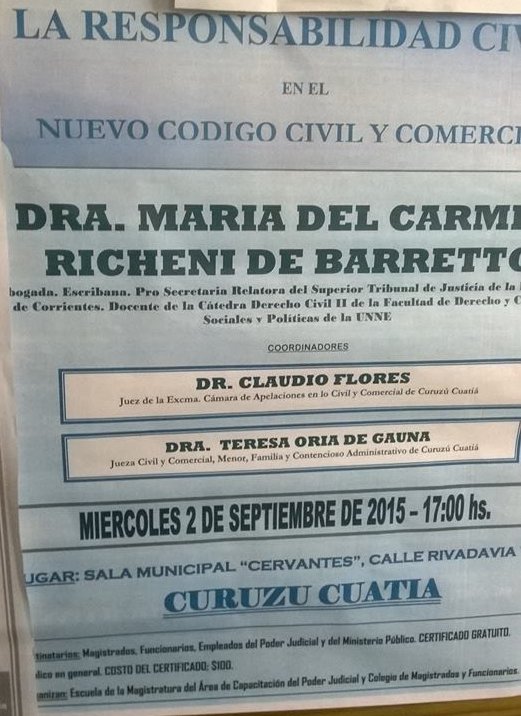 LA RESPONSABILIDAD CIV
EN EL
NUEVO CODIGO CIVIL Y COMERCI
DRA. MARIA DEL CARME
RICHENI DE BARRETTO
bogada. Escribana. Pro Secretaria Relatora del Superior Tribunal de Justicia de la
de Corrientes. Docente de la Cátedra Derecho Civil II de la Facultad de Derecho y C
Sociales y Políticas de la UNNE
COORDINADORES
DR. CLAUDIO FLORES
Juez de la Excma. Cámara de Apelaciones en lo Civil y Comercial de Curuzú Cuatiá
DRA. TERESA ORIA DE GAUNA
Jueza Civil y Comercial, Menor, Familia y Contencioso Administrativo de Curuzú Cuatiá
MIERCOLES 2 DE SEPTIEMBRE DE 2015 – 17:00 hs.
UGAR: SALA MUNICIPAL “CERVANTES”, CALLE RIVADAVIA
CURUZU CUATIA
tinatarios: Magistrados, Funcionarios, Empleados del Poder Judicial y del Ministerio Público. CERTIFICADO GRATUITO.
blico en general. COSTO DEL CERTIFICADO: $100.
anizan: Escuela de la Magistratura del Área de Capacitación del Poder Judicial y Colegio de Magistrados y Funcionarios.